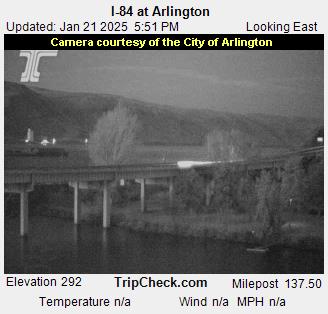 I-84 at Arlington
Updated: Jan 21 2025 5:51 PM Looking East
Camera courtesy of the City of Arlington
Elevation 292 TripCheck.com Milepost 137.50
Temperature n/a Wind n/a MPH n/a